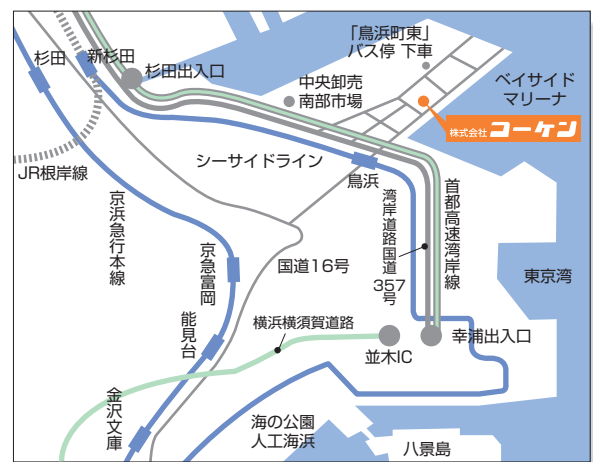 「鳥浜町東」
バス停 下車
杉田
新杉田
杉田出入口
中央卸売
南部市場
ベイサイド
マリーナ
株式会社 コーケン
シーサイドライン
鳥浜
JR根岸線
京浜急行本線
湾岸道路国道357号
首都高速湾岸線
京急富岡
国道16号
東京湾
能見台
横浜横須賀道路
幸浦出入口
並木IC
金沢文庫
海の公園
人工海浜
八景島